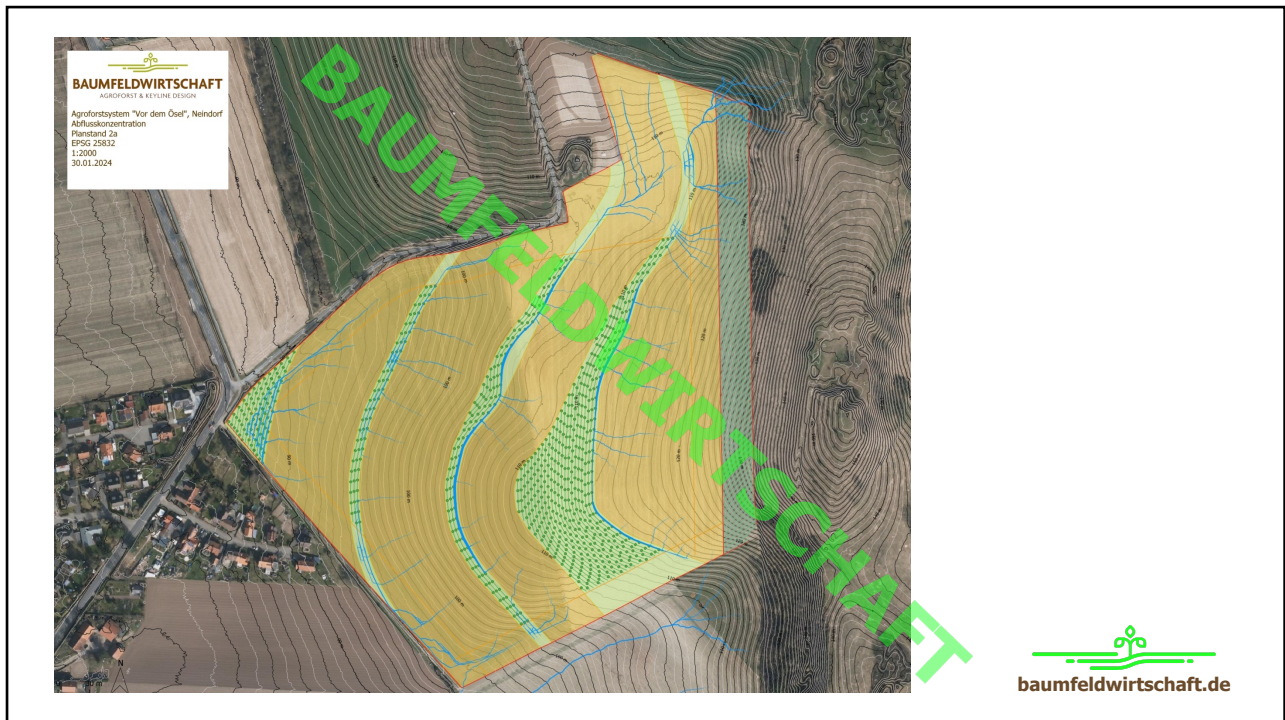 BAUMFELDWIRTSCHAFT
AGROFORST & KEYLINE DESIGN
Agroforstsystem "Vor dem Ösel", Neindorf
Abflusskonzentration
Planstand 2a
EPSG 25832
1:2000
30.01.2024
BAUMFELDWIRTSCHAFT
N
baumfeldwirtschaft.de